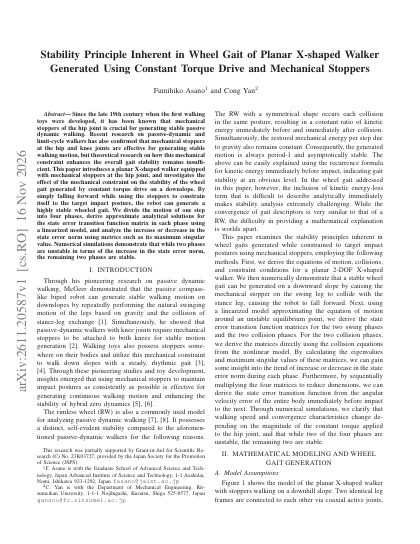 Stability Principle Inherent in Wheel Gait of Planar X-shaped Walker
Generated Using Constant Torque Drive and Mechanical Stoppers
Fumihiko Asano¹ and Cong Yan²
Abstract—Since the late 19th century when the first walking
toys were developed, it has been known that mechanical
stoppers of the hip joint is crucial for generating stable passive
dynamic walking. Recent research on passive-dynamic and
limit-cycle walkers has also confirmed that mechanical stoppers
at the hip and knee joints are effective for generating stable
walking motion, but theoretical research on how this mechanical
constraint enhances the overall gait stability remains insuffi-
cient. This paper introduces a planar X-shaped walker equipped
with mechanical stoppers at the hip joint, and investigates the
effect of the mechanical constraint on the stability of the wheel
gait generated by constant torque drive on a downslope. By
simply falling forward while using the stoppers to constrain
itself to the target impact posture, the robot can generate a
highly stable wheeled gait. We divide the motion of one step
into four phases, derive approximate analytical solutions for
the state error transition function matrix in each phase using
a linearized model, and analyze the increase or decrease in the
state error norm using metrics such as its maximum singular
value. Numerical simulations demonstrate that while two phases
are unstable in terms of the increase in the state error norm,
the remaining two phases are stable.
I. INTRODUCTION
Through his pioneering research on passive dynamic
walking, McGeer demonstrated that the passive compass-
like biped robot can generate stable walking motion on
downslopes by repeatedly performing the natural swinging
motion of the legs based on gravity and the collision of
stance-leg exchange [1]. Simultaneously, he showed that
passive-dynamic walkers with knee joints require mechanical
stoppers to be attached to both knees for stable motion
generation [2]. Walking toys also possess stoppers some-
where on their bodies and utilize this mechanical constraint
to walk down slopes with a steady rhythmic gait [3],
[4]. Through these pioneering studies and toy development,
insights emerged that using mechanical stoppers to maintain
impact postures as consistently as possible is effective for
generating continuous walking motion and enhancing the
stability of hybrid zero dynamics [5], [6].
The rimless wheel (RW) is also a commonly used model
for analyzing passive dynamic walking [7], [8]. It possesses
a distinct, self-evident stability compared to the aforemen-
tioned passive-dynamic walkers for the following reasons.
This research was partially supported by Grant-in-Aid for Scientific Re-
search (C) No. 23K03727, provided by the Japan Society for the Promotion
of Science (JSPS).
¹F. Asano is with the Graduate School of Advanced Science and Tech-
nology, Japan Advanced Institute of Science and Technology, 1-1 Asahidai,
Nomi, Ishikawa 923-1292, Japan fasano@jaist.ac.jp
²C. Yan is with the Department of Mechanical Engineering, Rit-
sumeikan University, 1-1-1 Nojihigashi, Kusatsu, Shiga 525-8577, Japan
The RW with a symmetrical shape occurs each collision
in the same posture, resulting in a constant ratio of kinetic
energy immediately before and immediately after collision.
Simultaneously, the restored mechanical energy per step due
to gravity also remains constant. Consequently, the generated
motion is always period-1 and asymptotically stable. The
above can be easily explained using the recurrence formula
for kinetic energy immediately before impact, indicating gait
stability at an obvious level. In the wheel gait addressed
in this paper, however, the inclusion of kinetic energy-loss
term that is difficult to describe analytically immediately
makes stability analysis extremely challenging. While the
convergence of gait descriptors is very similar to that of a
RW, the difficulty in providing a mathematical explanation
is worlds apart.
This paper examines the stability principles inherent in
wheel gaits generated while constrained to target impact
postures using mechanical stoppers, employing the following
methods. First, we derive the equations of motion, collisions,
and constraint conditions for a planar 2-DOF X-shaped
walker. We then numerically demonstrate that a stable wheel
gait can be generated on a downward slope by causing the
mechanical stopper on the swing leg to collide with the
stance leg, causing the robot to fall forward. Next, using
a linearized model approximating the equation of motion
around an unstable equilibrium point, we derive the state
error transition function matrices for the two swing phases
and the two collision phases. For the two collision phases,
we derive the matrices directly using the collision equations
from the nonlinear model. By calculating the eigenvalues
and maximum singular values of these matrices, we can gain
some insight into the trend of increase or decrease in the state
error norm during each phase. Furthermore, by sequentially
multiplying the four matrices to reduce dimensions, we can
derive the state error transition function from the angular
velocity error of the entire body immediately before impact
to the next. Through numerical simulations, we clarify that
walking speed and convergence characteristics change de-
pending on the magnitude of the constant torque applied
to the hip joint, and that while two of the four phases are
unstable, the remaining two are stable.
II. MATHEMATICAL MODELING AND WHEEL
GAIT GENERATION
A. Model Assumptions
Figure 1 shows the model of the planar X-shaped walker
with stoppers walking on a downhill slope. Two identical leg
frames are connected to each other via coaxial active joints,
arXiv:2611.20587v1 [cs.RO] 16 Nov 2026